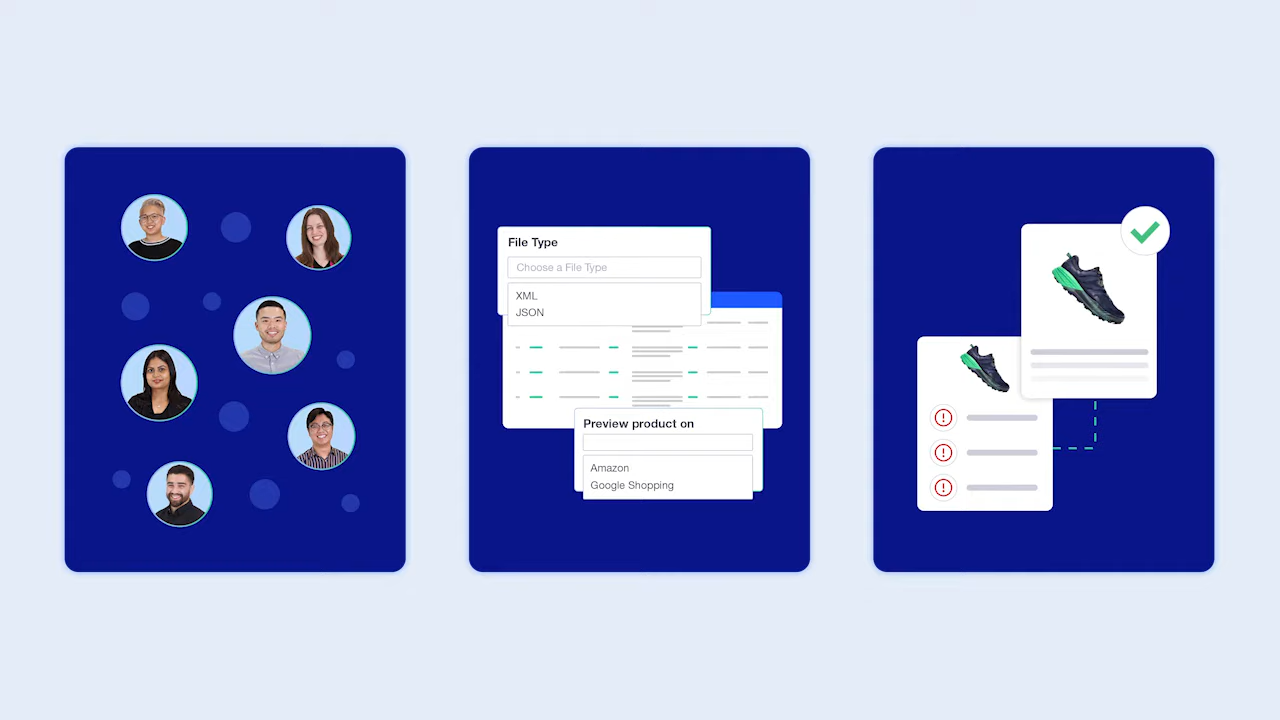 File Type
Choose a File Type
XML
JSON
Preview product on
Amazon
Google Shopping